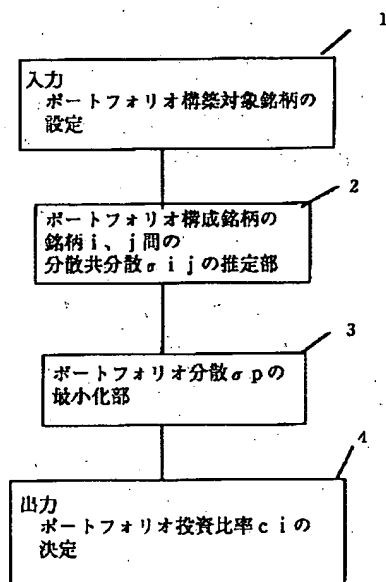 1
入力
ポートフォリオ構築対象銘柄の
設定
2
ポートフォリオ構成銘柄の
銘柄i、j間の
分散共分散σijの推定部
3
ポートフォリオ分散σpの
最小化部
4
出力
ポートフォリオ投資比率ciの
決定